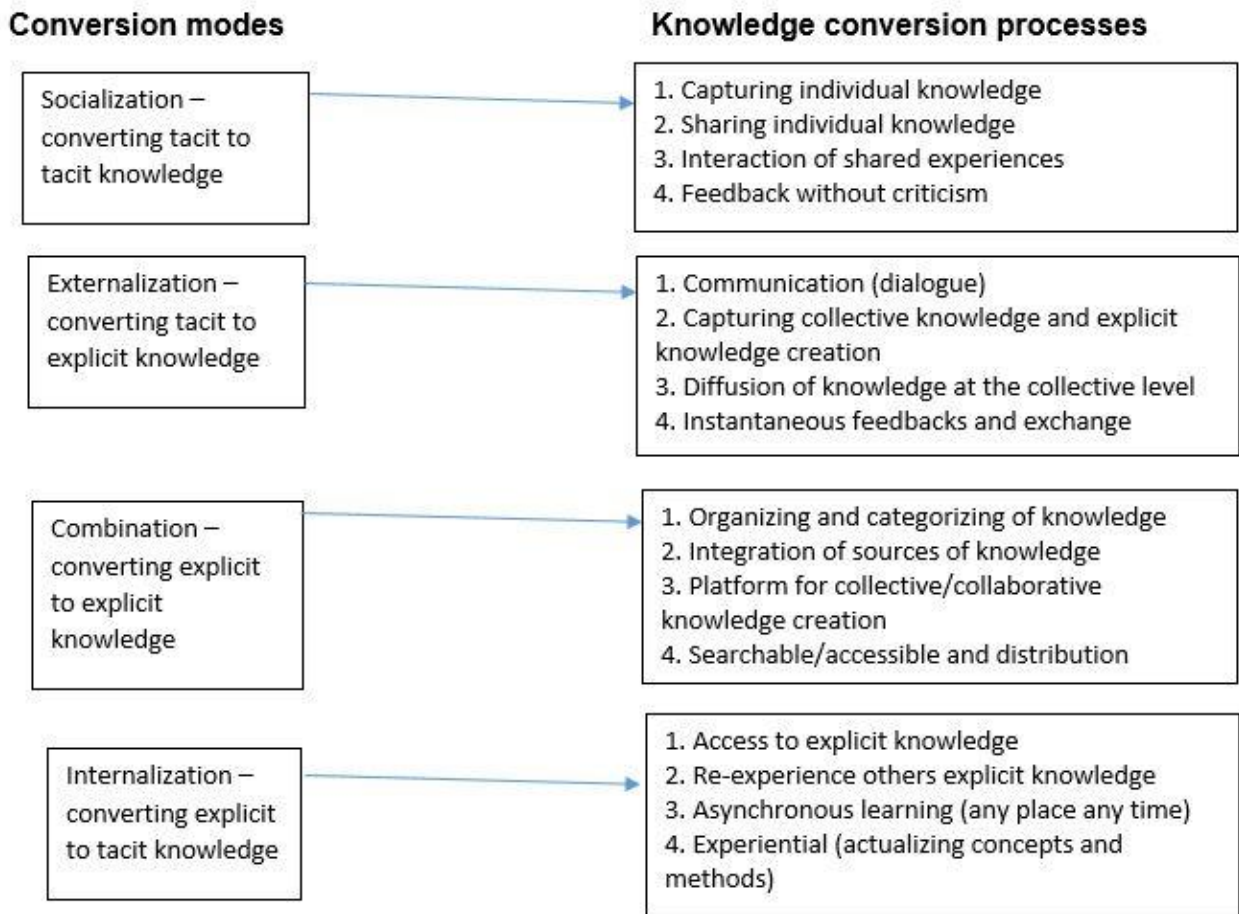 Conversion modes
Knowledge conversion processes
Socialization –
converting tacit to
tacit knowledge
1. Capturing individual knowledge
2. Sharing individual knowledge
3. Interaction of shared experiences
4. Feedback without criticism
Externalization –
converting tacit to
explicit knowledge
1. Communication (dialogue)
2. Capturing collective knowledge and explicit
knowledge creation
3. Diffusion of knowledge at the collective level
4. Instantaneous feedbacks and exchange
Combination –
converting explicit
to explicit
knowledge
1. Organizing and categorizing of knowledge
2. Integration of sources of knowledge
3. Platform for collective/collaborative
knowledge creation
4. Searchable/accessible and distribution
Internalization –
converting explicit
to tacit knowledge
1. Access to explicit knowledge
2. Re-experience others explicit knowledge
3. Asynchronous learning (any place any time)
4. Experiential (actualizing concepts and
methods)